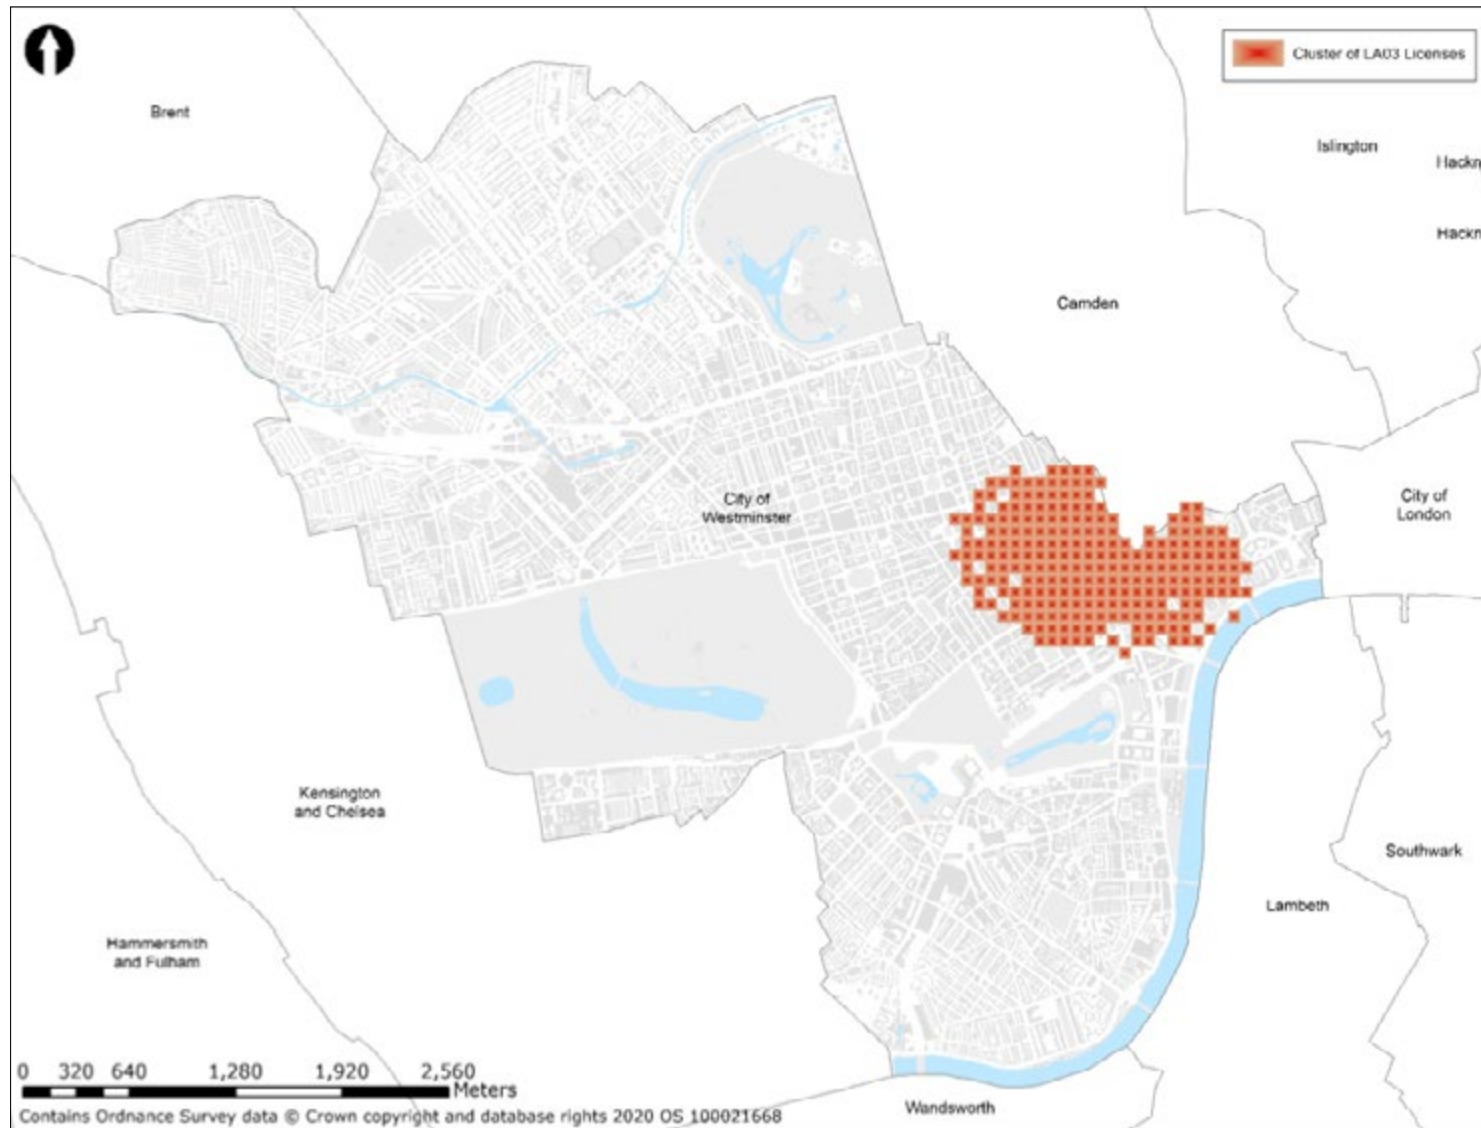 Cluster of LA03 Licenses
Brent
Islington
Hackn
Hackn
Camden
City of
Westminster
City of
London
Kensington
and Chelsea
Southwark
Lambeth
Hammersmith
and Fulham
0 320 640 1,280 1,920 2,560
Meters
Wandsworth
Contains Ordnance Survey data © Crown copyright and database rights 2020 OS 100021668